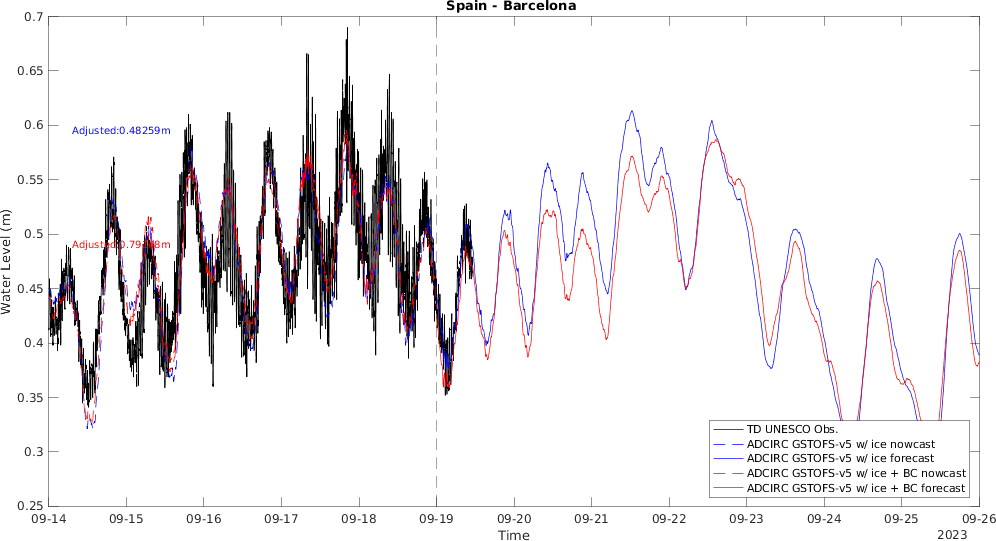 Spain - Barcelona
0.7
0.65
0.6
0.55
0.5
0.45
0.4
0.35
0.3
0.25
Water Level (m)
Adjusted:0.48259m
TD UNESCO Obs.
ADCIRC GSTOFS-v5 w/ ice nowcast
ADCIRC GSTOFS-v5 w/ ice forecast
ADCIRC GSTOFS-v5 w/ ice + BC nowcast
ADCIRC GSTOFS-v5 w/ ice + BC forecast
09-14 09-15 09-16 09-17 09-18 09-19 09-20 09-21 09-22 09-23 09-24 09-25 09-26
Time
2023